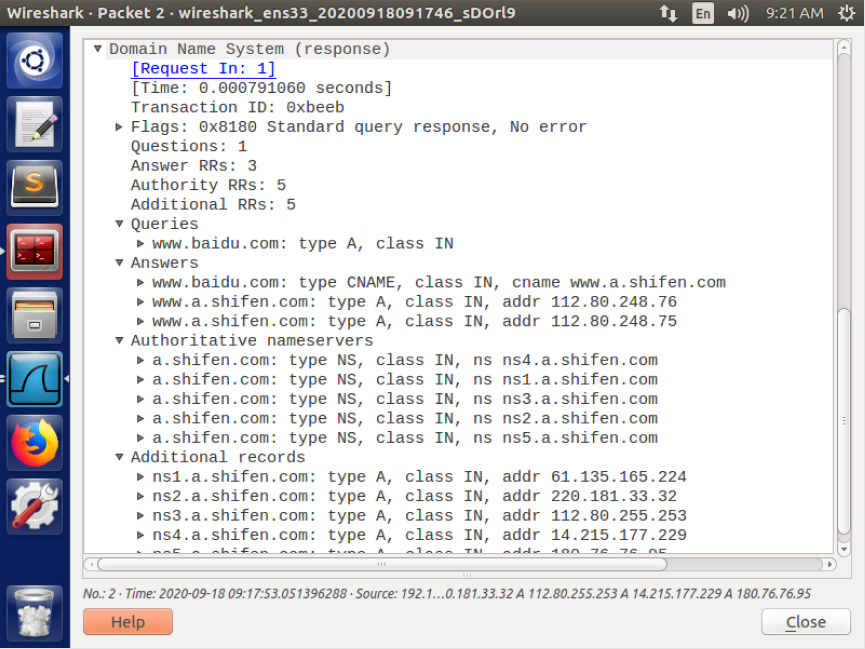 Wireshark · Packet 2 · wireshark_ens33_20200918091746_sDOrl9 En 9:21 AM
Domain Name System (response)
[Request In: 1]
[Time: 0.000791060 seconds]
Transaction ID: 0xbeeb
Flags: 0x8180 Standard query response, No error
Questions: 1
Answer RRs: 3
Authority RRs: 5
Additional RRs: 5
Queries
www.baidu.com: type A, class IN
Answers
www.baidu.com: type CNAME, class IN, cname www.a.shifen.com
www.a.shifen.com: type A, class IN, addr 112.80.248.76
www.a.shifen.com: type A, class IN, addr 112.80.248.75
Authoritative nameservers
a.shifen.com: type NS, class IN, ns ns4.a.shifen.com
a.shifen.com: type NS, class IN, ns ns1.a.shifen.com
a.shifen.com: type NS, class IN, ns ns3.a.shifen.com
a.shifen.com: type NS, class IN, ns ns2.a.shifen.com
a.shifen.com: type NS, class IN, ns ns5.a.shifen.com
Additional records
ns1.a.shifen.com: type A, class IN, addr 61.135.165.224
ns2.a.shifen.com: type A, class IN, addr 220.181.33.32
ns3.a.shifen.com: type A, class IN, addr 112.80.255.253
ns4.a.shifen.com: type A, class IN, addr 14.215.177.229
ns5.a.shifen.com: type A, class IN, addr 180.76.76.95
No.: 2 · Time: 2020-09-18 09:17:53.051396288 · Source: 192.1…0.181.33.32 A 112.80.255.253 A 14.215.177.229 A 180.76.76.95
Help
Close